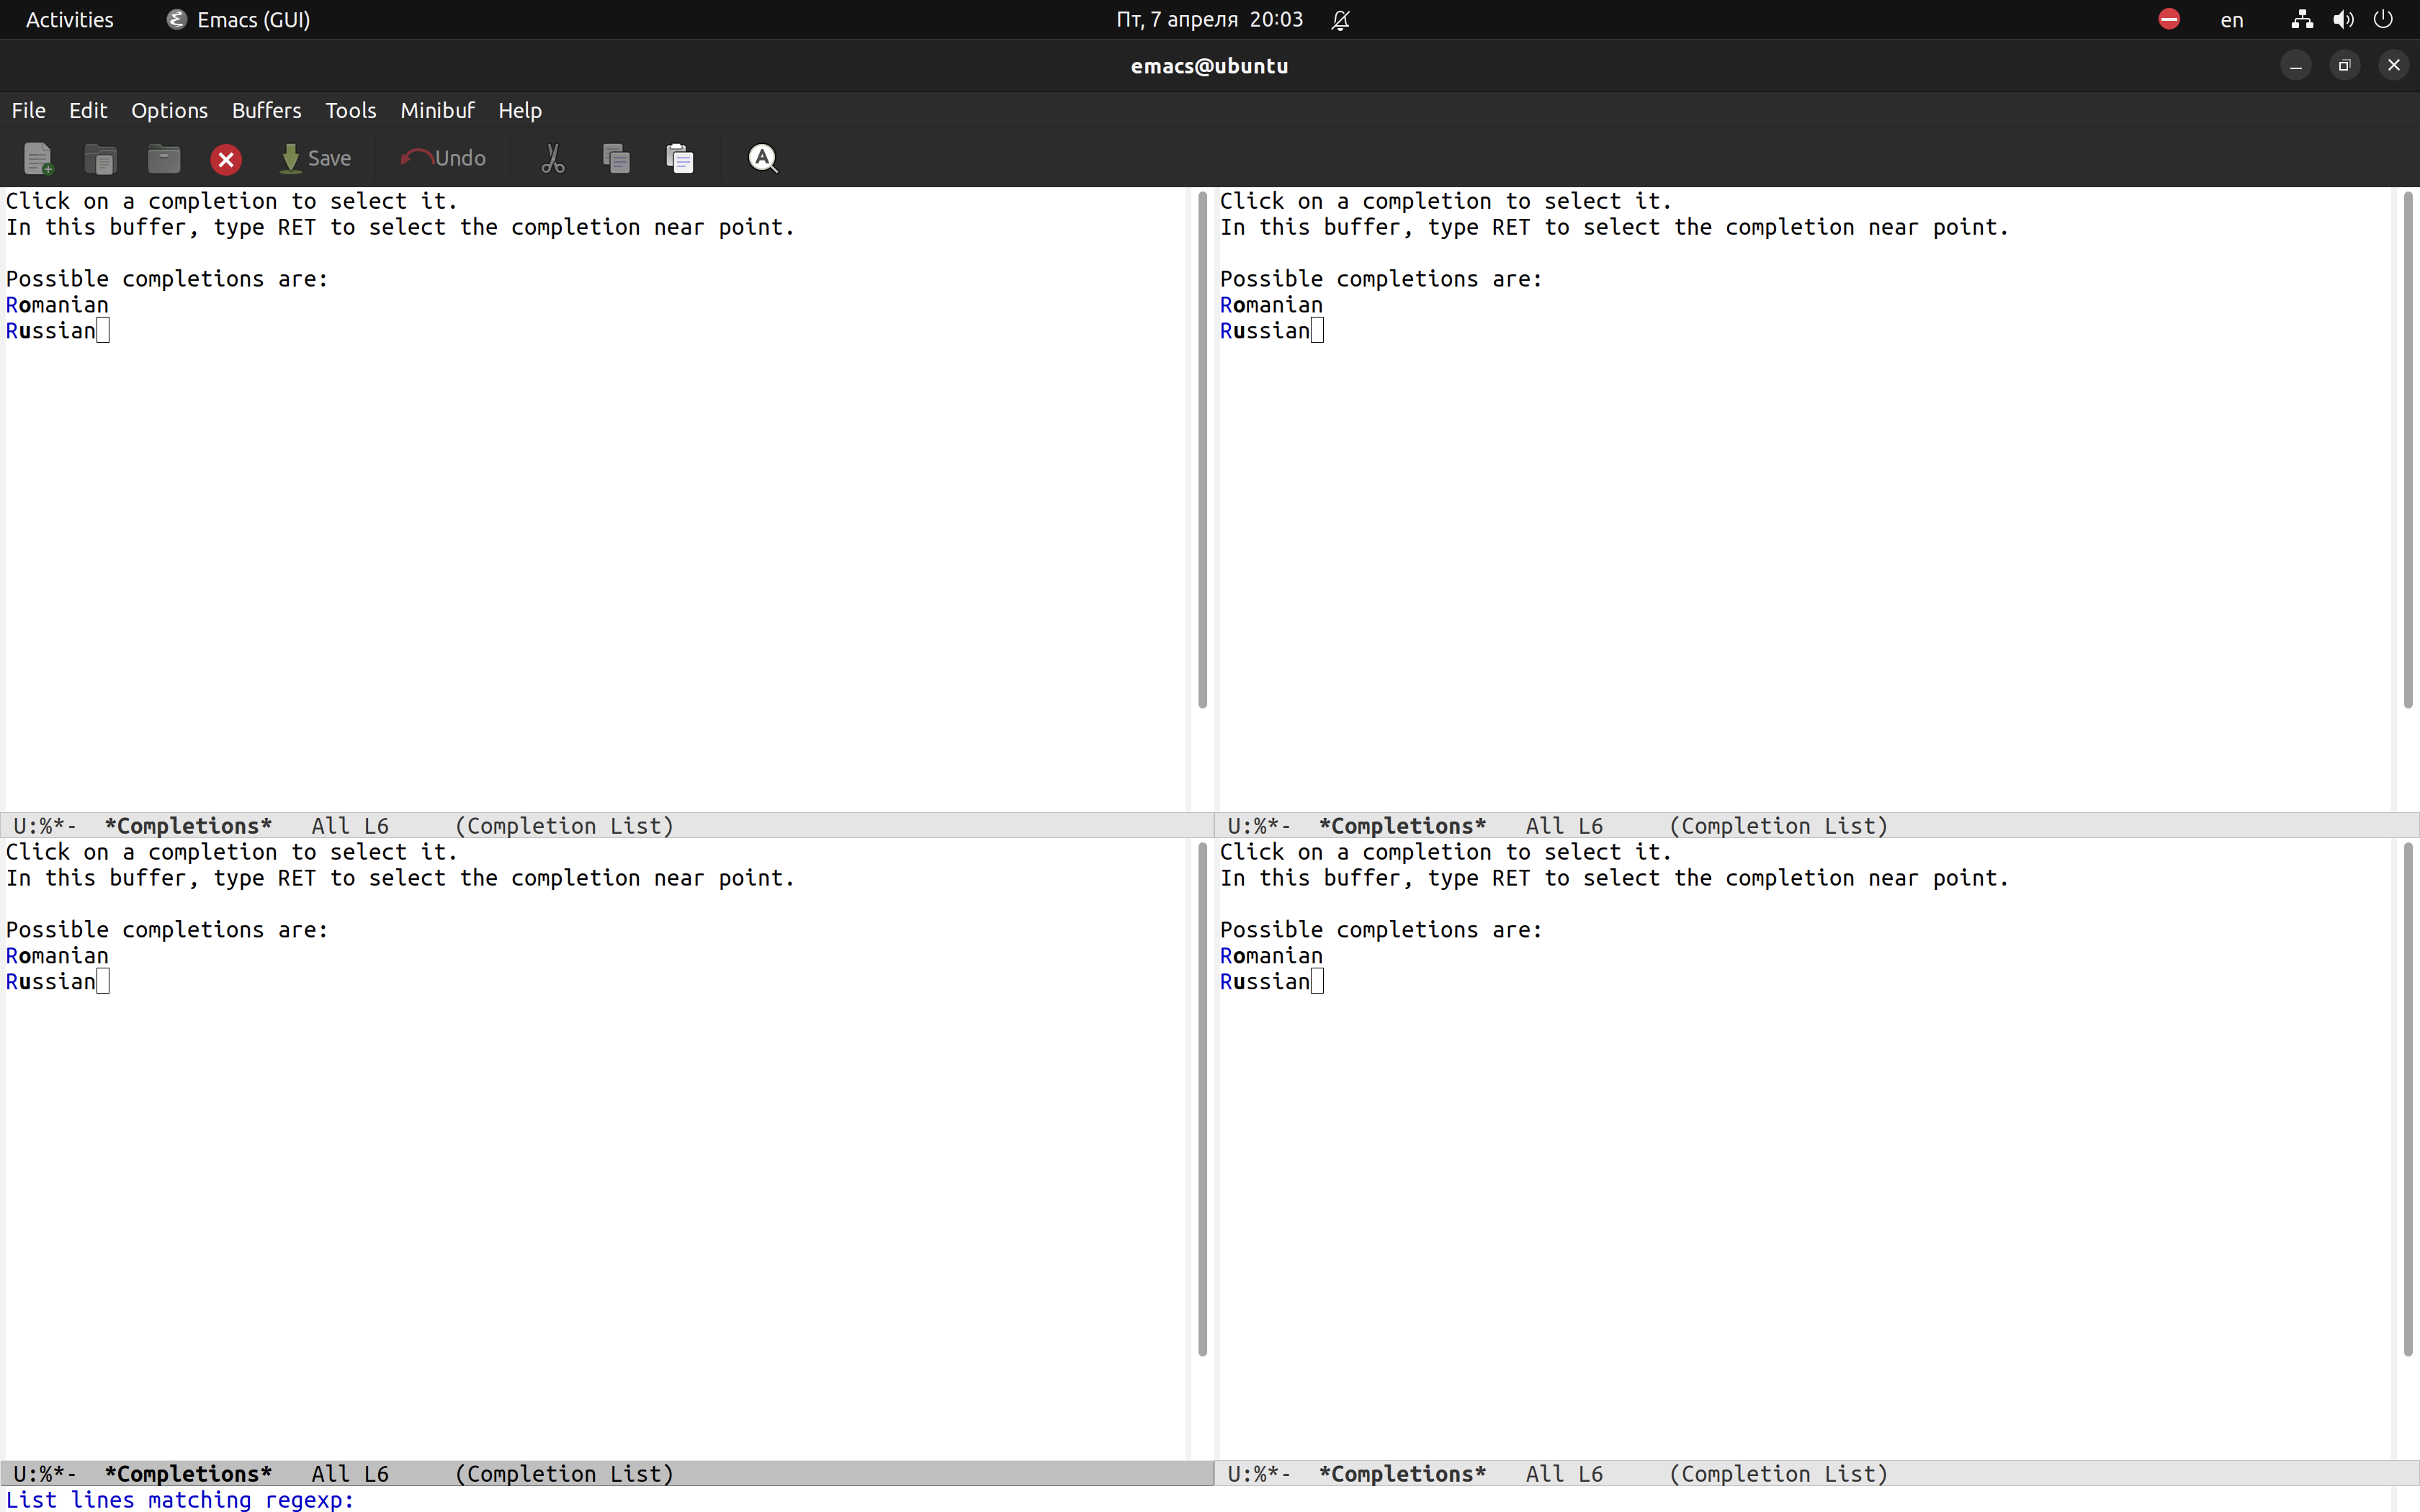 Activities Emacs (GUI) Пт, 7 апреля 20:03 en
emacs@ubuntu
File Edit Options Buffers Tools Minibuf Help
Save Undo
Click on a completion to select it.
In this buffer, type RET to select the completion near point.
Possible completions are:
Romanian
Russian
U:%*- *Completions* All L6 (Completion List)
Click on a completion to select it.
In this buffer, type RET to select the completion near point.
Possible completions are:
Romanian
Russian
U:%*- *Completions* All L6 (Completion List)
Click on a completion to select it.
In this buffer, type RET to select the completion near point.
Possible completions are:
Romanian
Russian
U:%*- *Completions* All L6 (Completion List)
Click on a completion to select it.
In this buffer, type RET to select the completion near point.
Possible completions are:
Romanian
Russian
U:%*- *Completions* All L6 (Completion List)
List lines matching regexp: